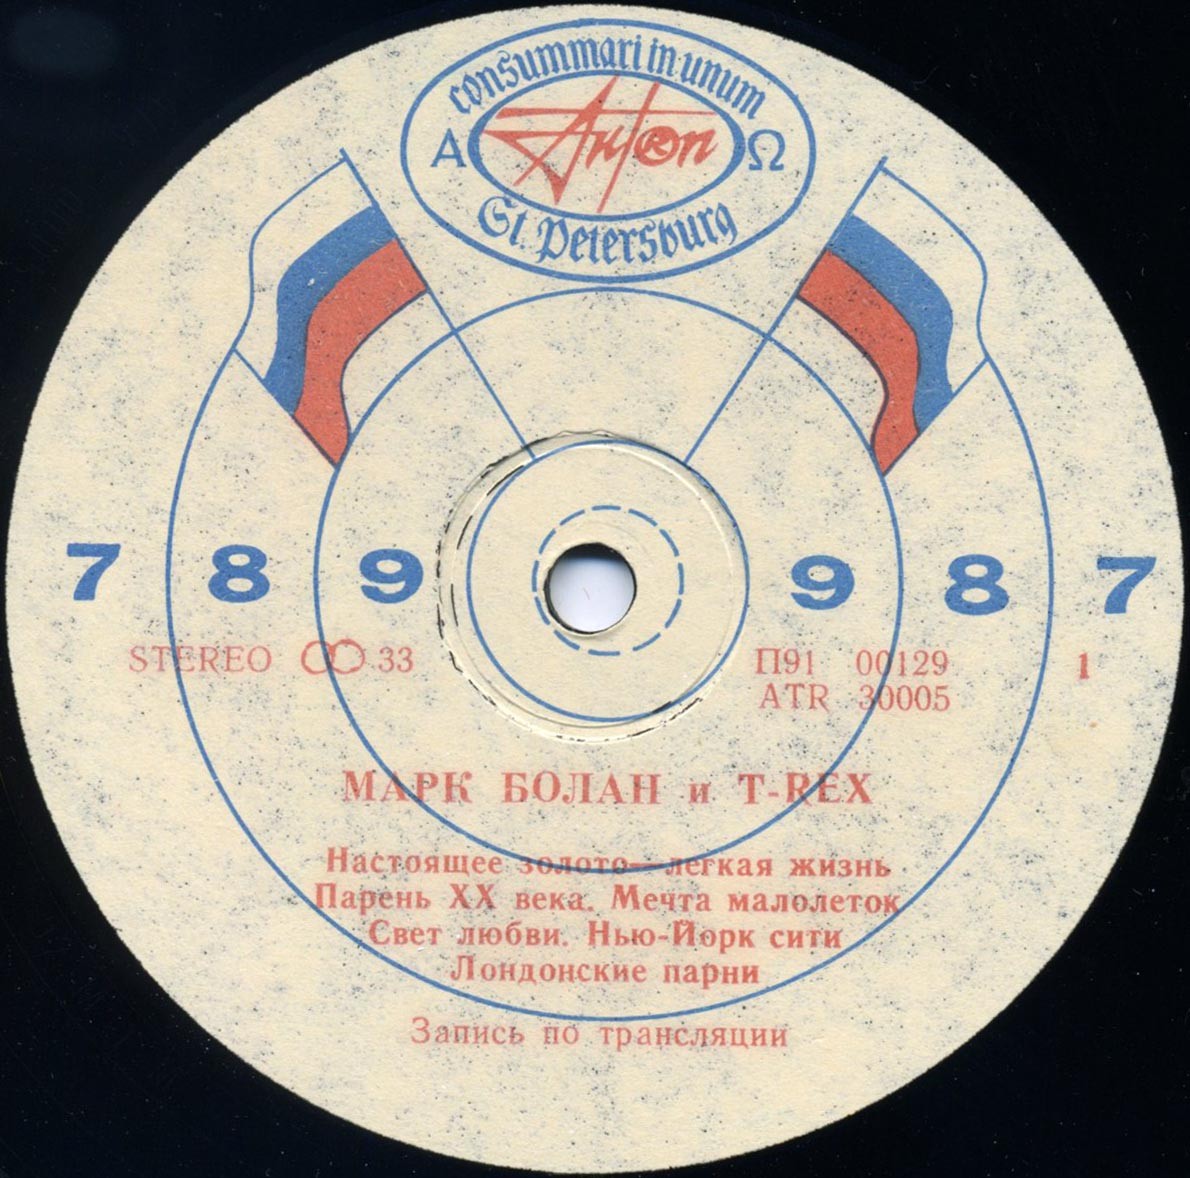 consummari in unum
Α Антоп Ω
St. Petersburg
7 8 9 9 8 7
STEREO 33 П91 00129 1
ATR 30005
МАРК БОЛАН и T-REX
Настоящее золото—легкая жизнь
Парень XX века. Мечта малолеток
Свет любви. Нью-Йорк сити
Лондонские парни
Запись по трансляции